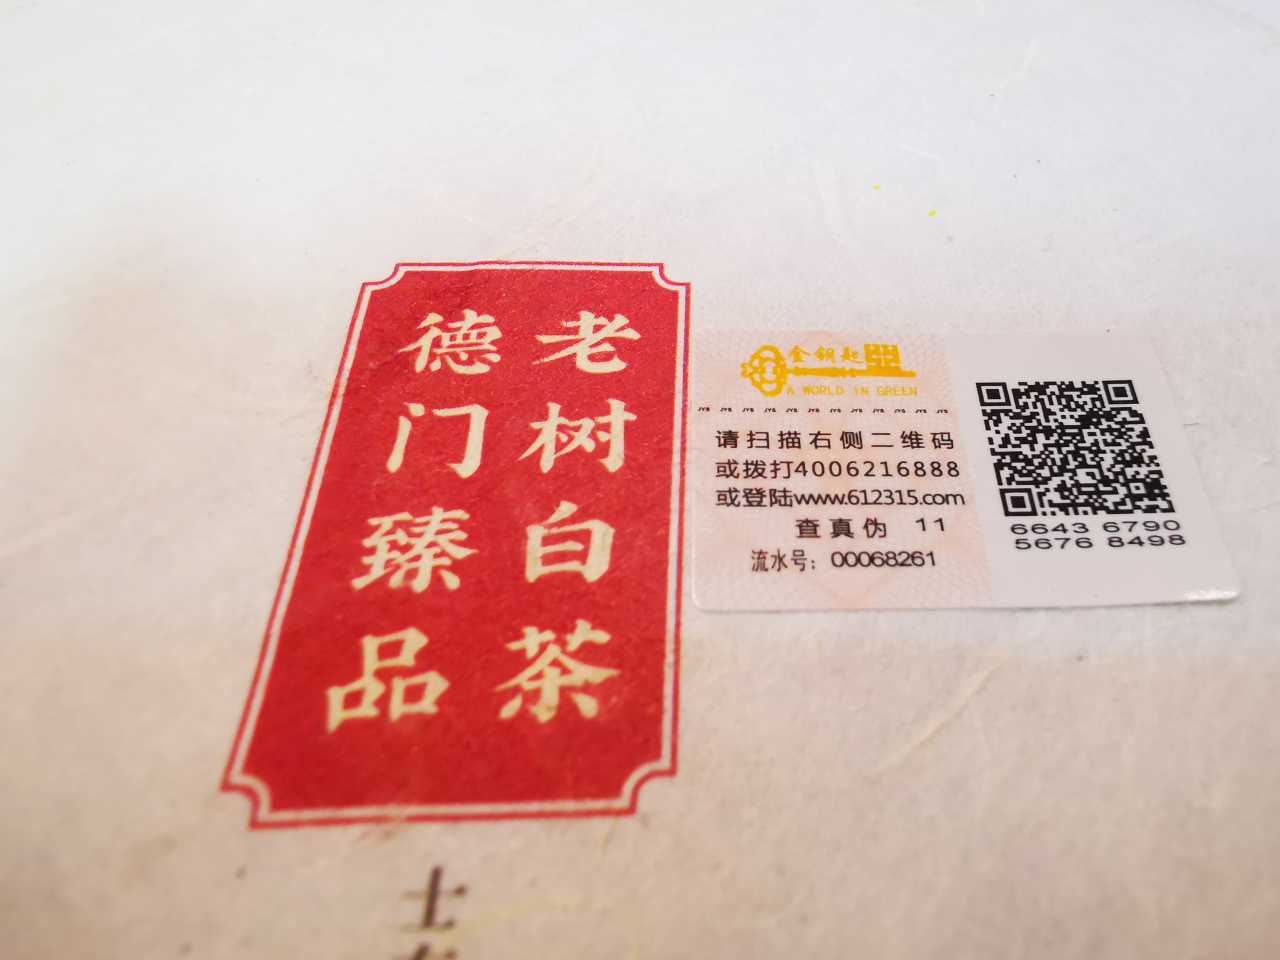 老树白茶
德门臻品
金钥匙
A WORLD IN GREEN
请扫描右侧二维码
或拨打4006216888
或登陆www.612315.com
查真伪 11
流水号：00068261
6643 6790
5676 8498